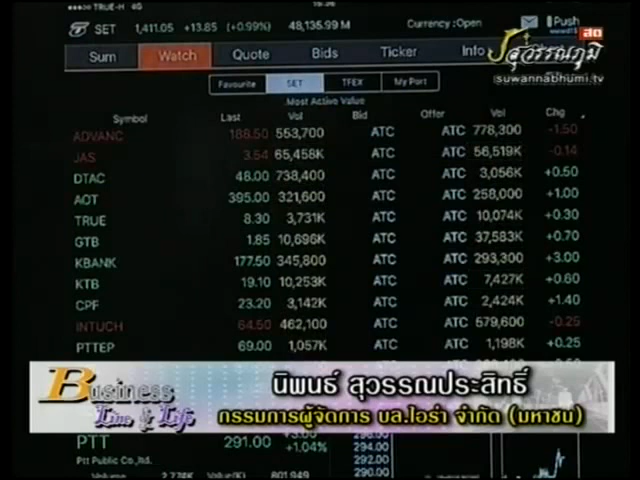 TRUE-H 4G
SET 1,411.05 +13.85 (+0.99%) 48,135.99 M Currency :Open Push
สด
สุวรรณภูมิ
suwannabhumi.tv
Sum Watch Quote Bids Ticker Info
Favourite SET TFEX My Port
Most Active Value
Symbol Last Vol Bid Offer Vol Chg
ADVANC 188.50 553,700 ATC ATC 778,300 -1.50
JAS 3.54 65,458K ATC ATC 56,519K -0.14
DTAC 48.00 738,400 ATC ATC 3,056K +0.50
AOT 395.00 321,600 ATC ATC 258,000 +1.00
TRUE 8.30 3,731K ATC ATC 10,074K +0.30
GTB 1.85 10,696K ATC ATC 37,583K +0.70
KBANK 177.50 345,800 ATC ATC 293,300 +3.00
KTB 19.10 10,253K ATC ATC 7,427K +0.60
CPF 23.20 3,142K ATC ATC 2,424K +1.40
INTUCH 64.50 462,100 ATC ATC 579,600 -0.25
PTTEP 69.00 1,057K ATC ATC 1,198K +0.25
Business
Line & Life
นิพนธ์ สุวรรณประสิทธิ์
กรรมการผู้จัดการ บล.ไอร่า จำกัด (มหาชน)
PTT 291.00 +3.00
+1.04%
Ptt Public Co.,ltd.
294.00
292.00
290.00